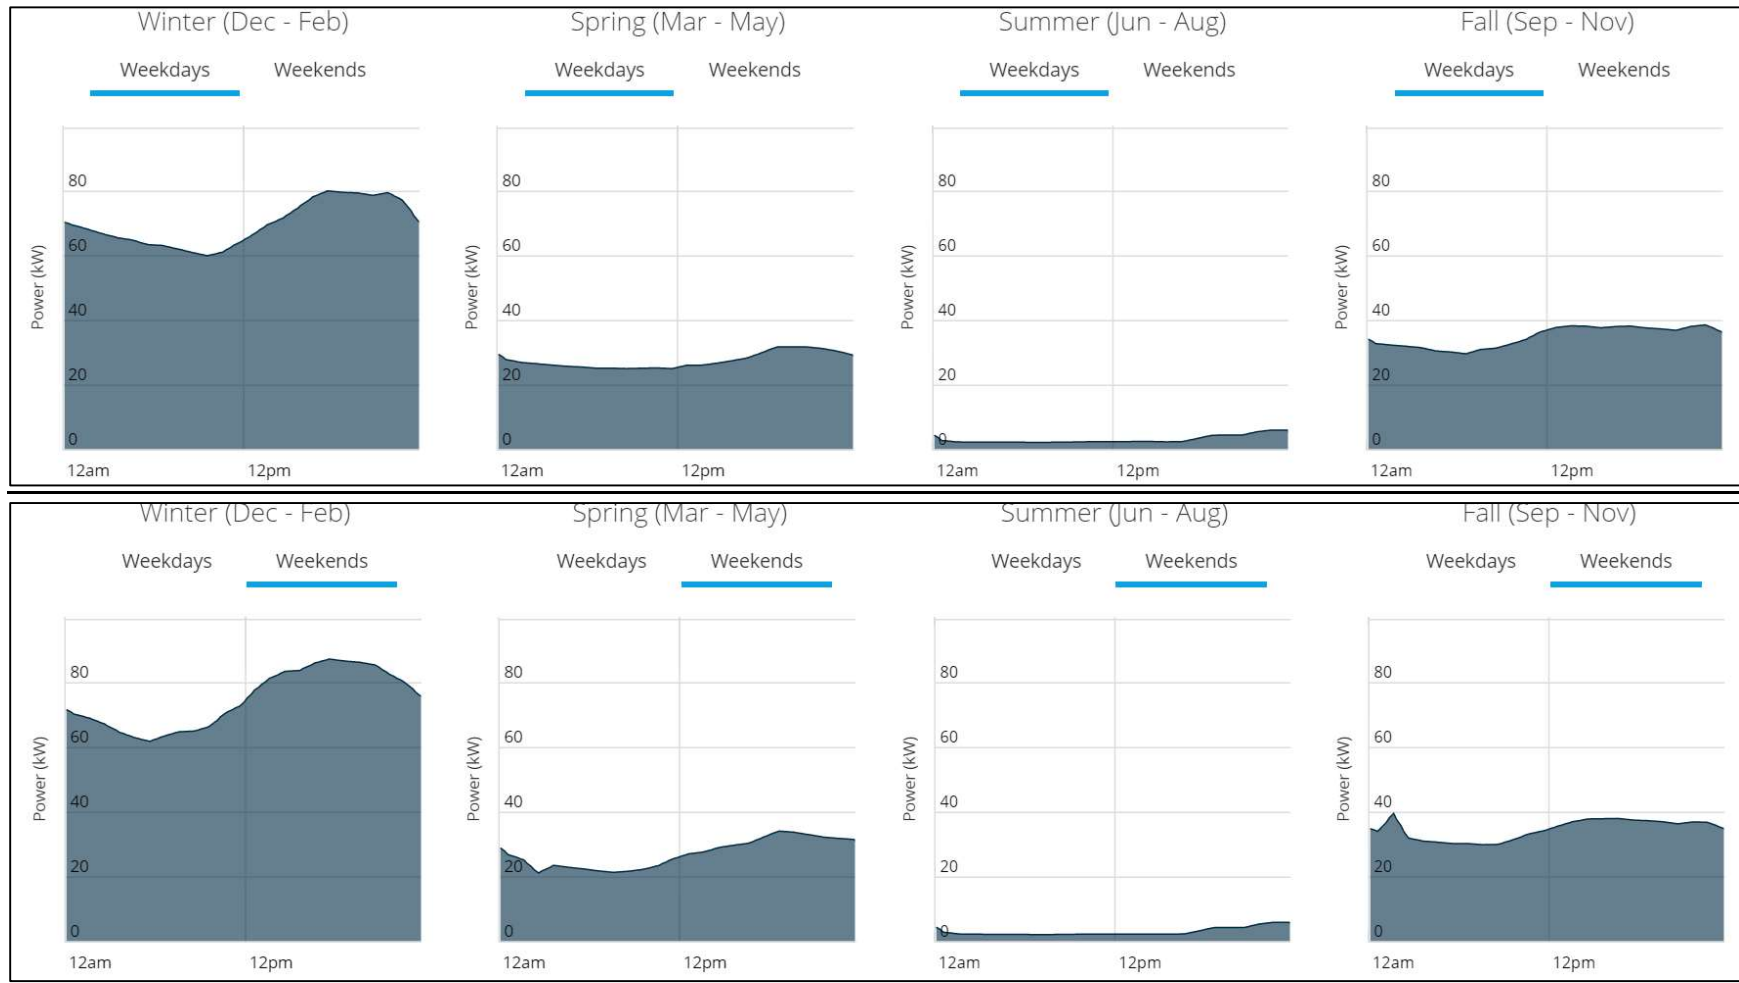 Winter (Dec - Feb) Spring (Mar - May) Summer (Jun - Aug) Fall (Sep - Nov)
Weekdays Weekends Weekdays Weekends Weekdays Weekends Weekdays Weekends
80 80 80 80
60 60 60 60
Power (kW) Power (kW) Power (kW) Power (kW)
40 40 40 40
20 20 20 20
0 0 0 0
12am 12pm 12am 12pm 12am 12pm 12am 12pm
Winter (Dec - Feb) Spring (Mar - May) Summer (Jun - Aug) Fall (Sep - Nov)
Weekdays Weekends Weekdays Weekends Weekdays Weekends Weekdays Weekends
80 80 80 80
60 60 60 60
Power (kW) Power (kW) Power (kW) Power (kW)
40 40 40 40
20 20 20 20
0 0 0 0
12am 12pm 12am 12pm 12am 12pm 12am 12pm